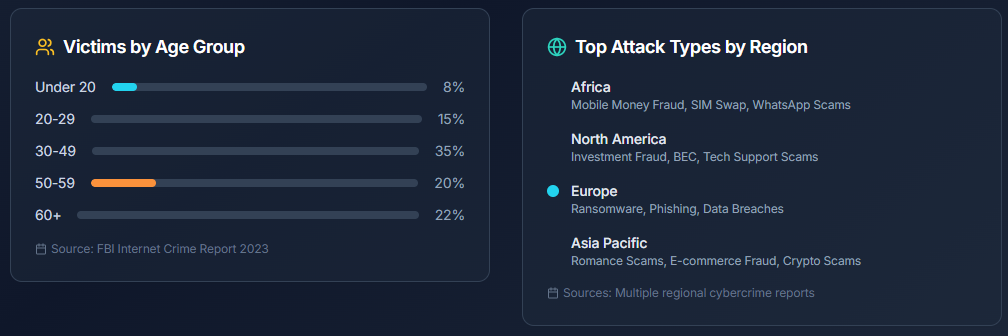 Victims by Age Group
Under 20 8%
20-29 15%
30-49 35%
50-59 20%
60+ 22%
Source: FBI Internet Crime Report 2023
Top Attack Types by Region
Africa
Mobile Money Fraud, SIM Swap, WhatsApp Scams
North America
Investment Fraud, BEC, Tech Support Scams
Europe
Ransomware, Phishing, Data Breaches
Asia Pacific
Romance Scams, E-commerce Fraud, Crypto Scams
Sources: Multiple regional cybercrime reports